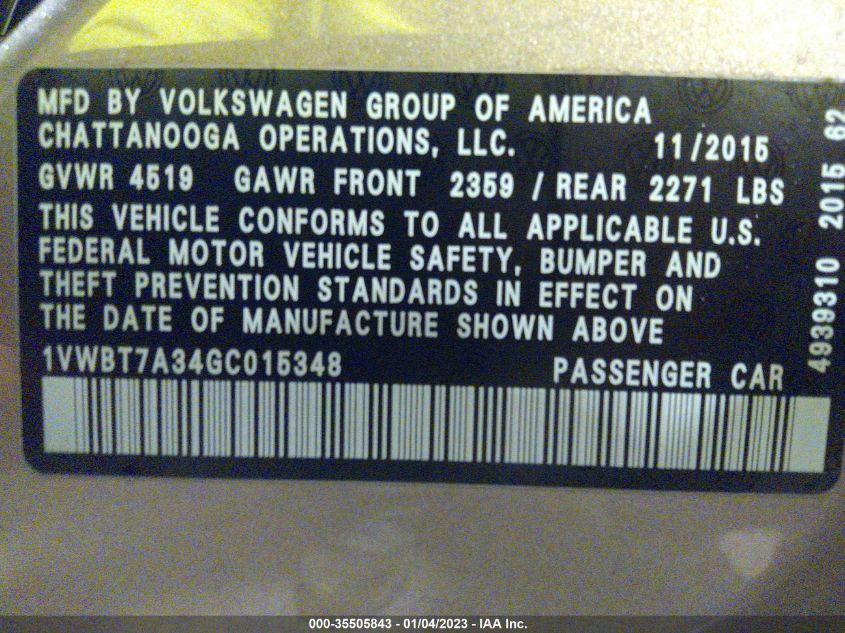 MFD BY VOLKSWAGEN GROUP OF AMERICA
CHATTANOOGA OPERATIONS, LLC. 11/2015
GVWR 4519 GAWR FRONT 2359 / REAR 2271 LBS
THIS VEHICLE CONFORMS TO ALL APPLICABLE U.S.
FEDERAL MOTOR VEHICLE SAFETY, BUMPER AND
THEFT PREVENTION STANDARDS IN EFFECT ON
THE DATE OF MANUFACTURE SHOWN ABOVE
1VWBT7A34GC015348 PASSENGER CAR
4939310 2015 62
000-35505843 - 01/04/2023 - IAA Inc.